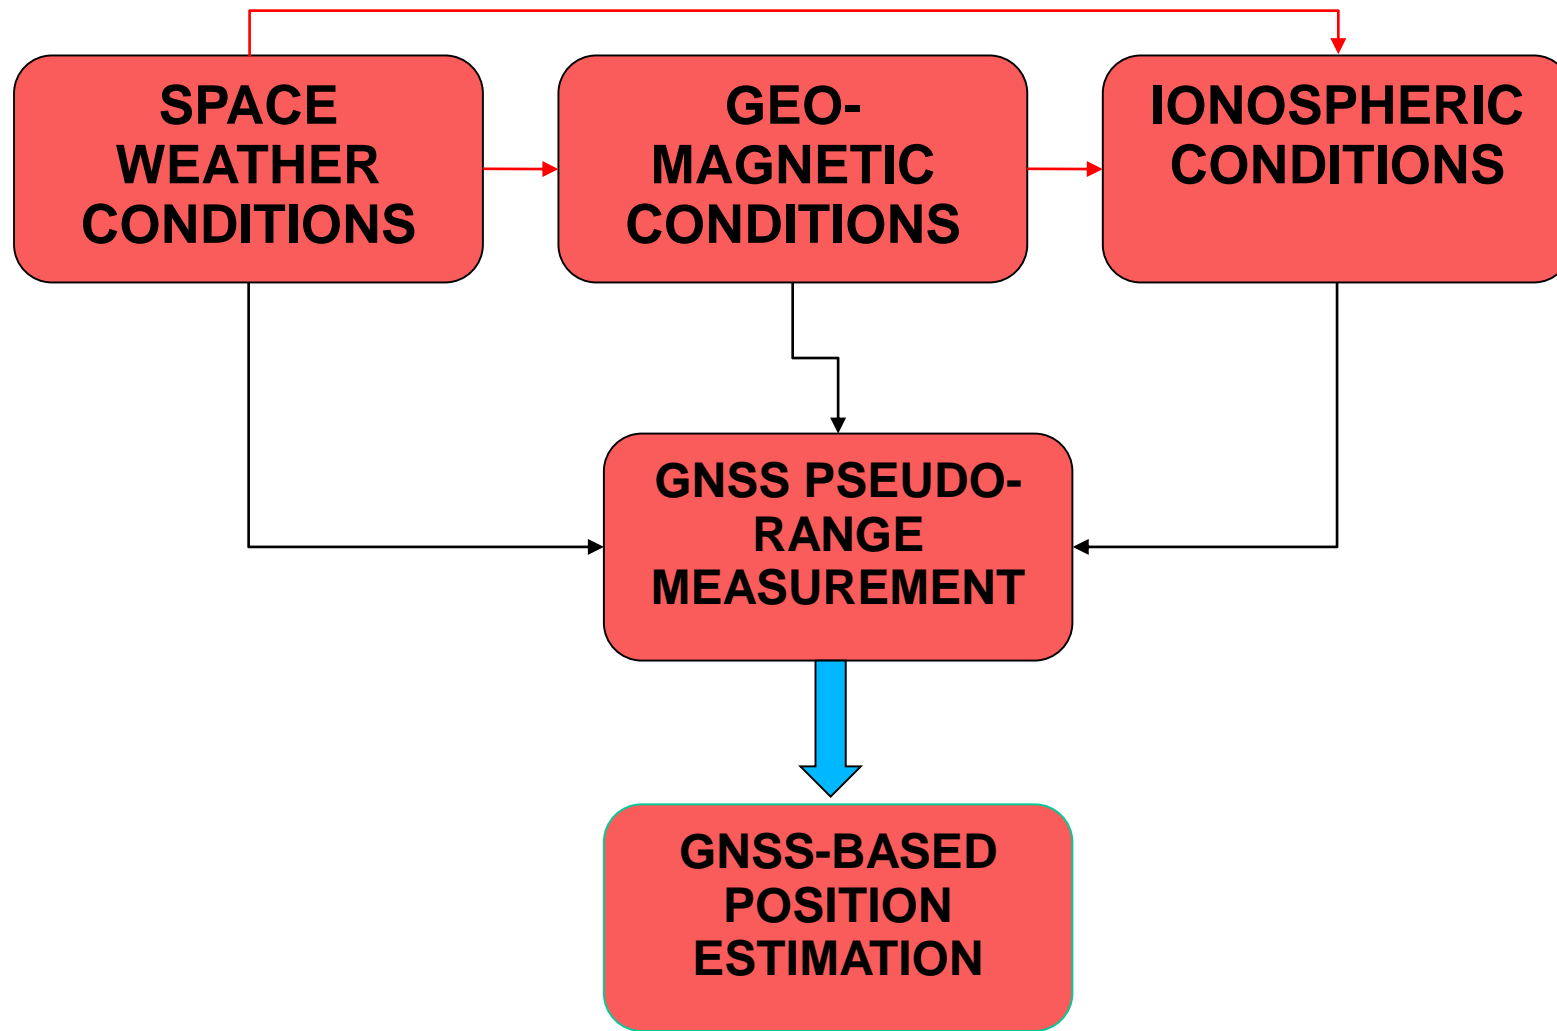 SPACE
WEATHER
CONDITIONS
GEO-
MAGNETIC
CONDITIONS
IONOSPHERIC
CONDITIONS
GNSS PSEUDO-
RANGE
MEASUREMENT
GNSS-BASED
POSITION
ESTIMATION